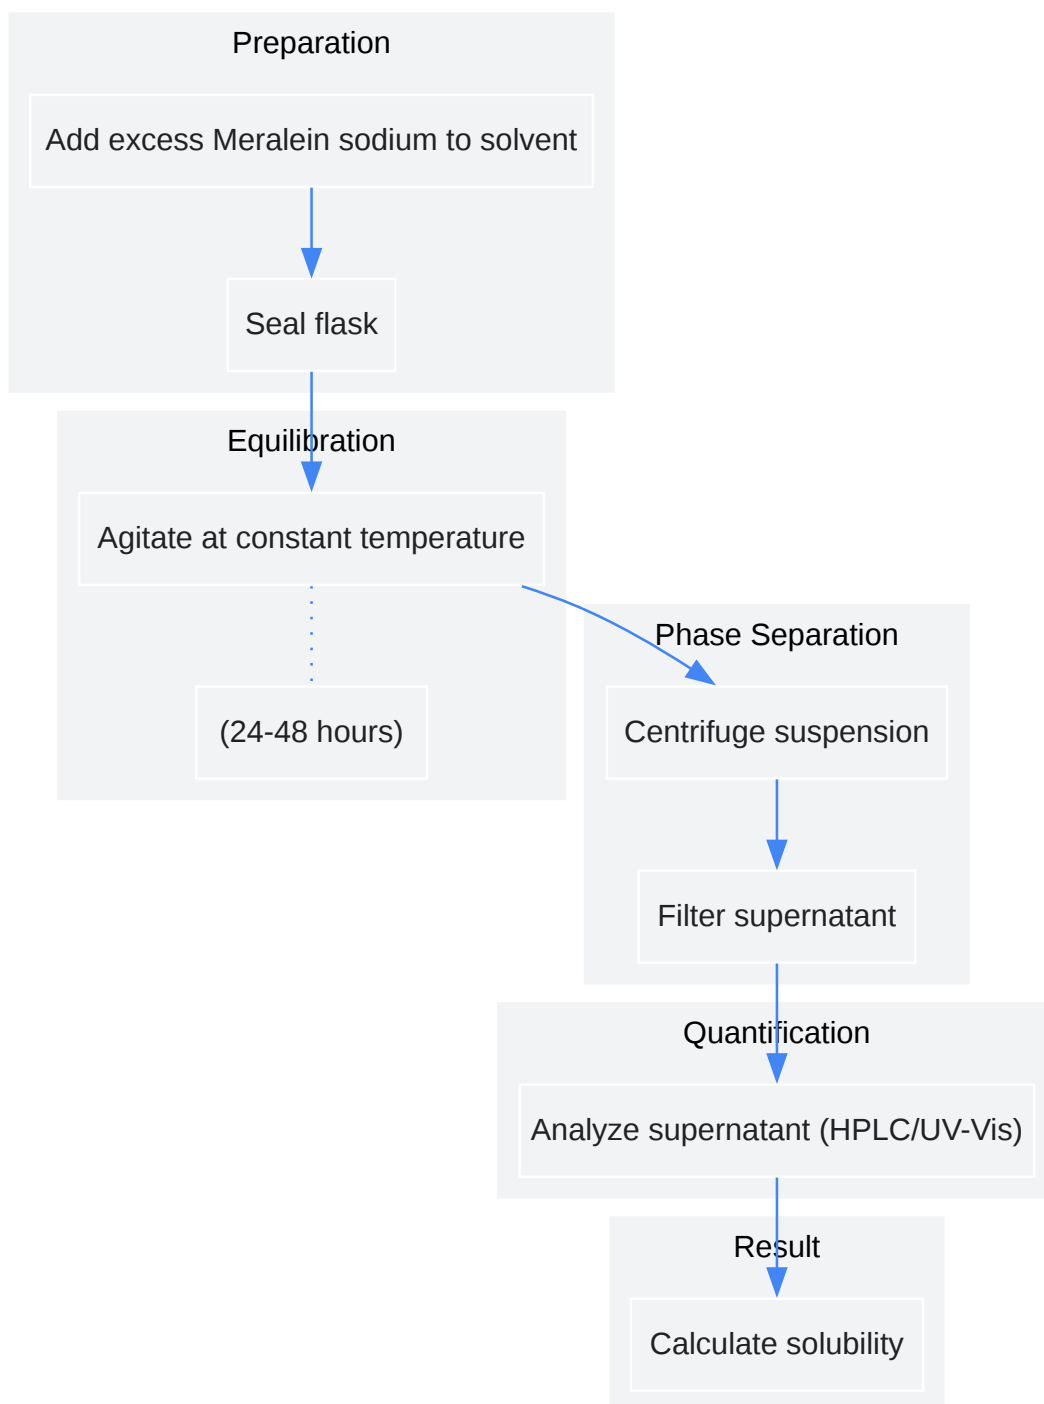 Preparation
Add excess Meralein sodium to solvent
Seal flask
Equilibration
Agitate at constant temperature
(24-48 hours)
Phase Separation
Centrifuge suspension
Filter supernatant
Quantification
Analyze supernatant (HPLC/UV-Vis)
Result
Calculate solubility